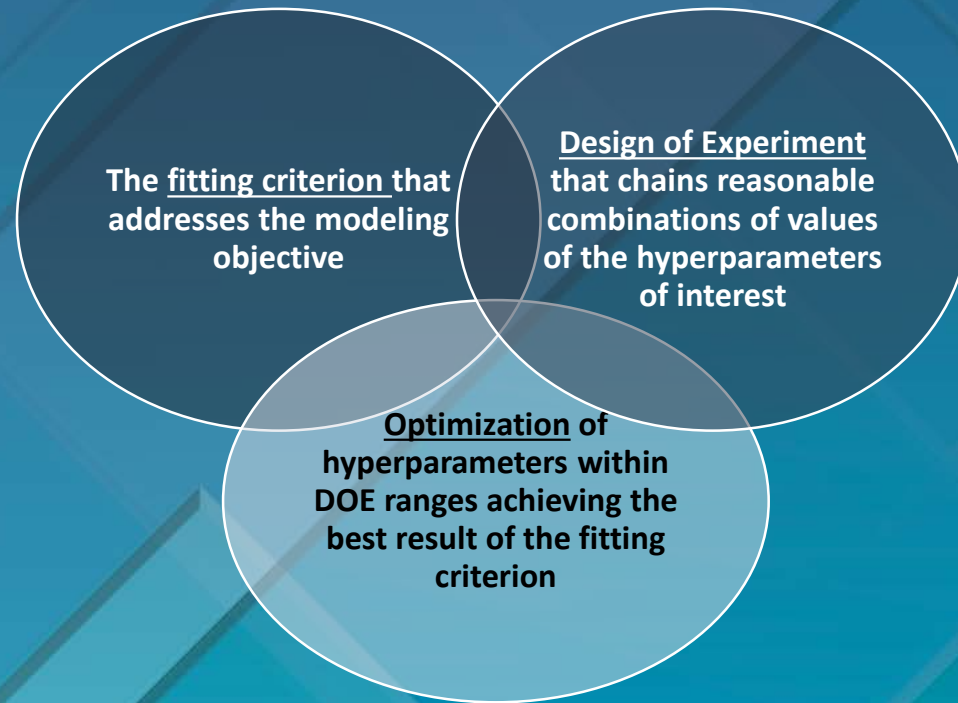 The fitting criterion that
addresses the modeling
objective
Design of Experiment
that chains reasonable
combinations of values
of the hyperparameters
of interest
Optimization of
hyperparameters within
DOE ranges achieving the
best result of the fitting
criterion